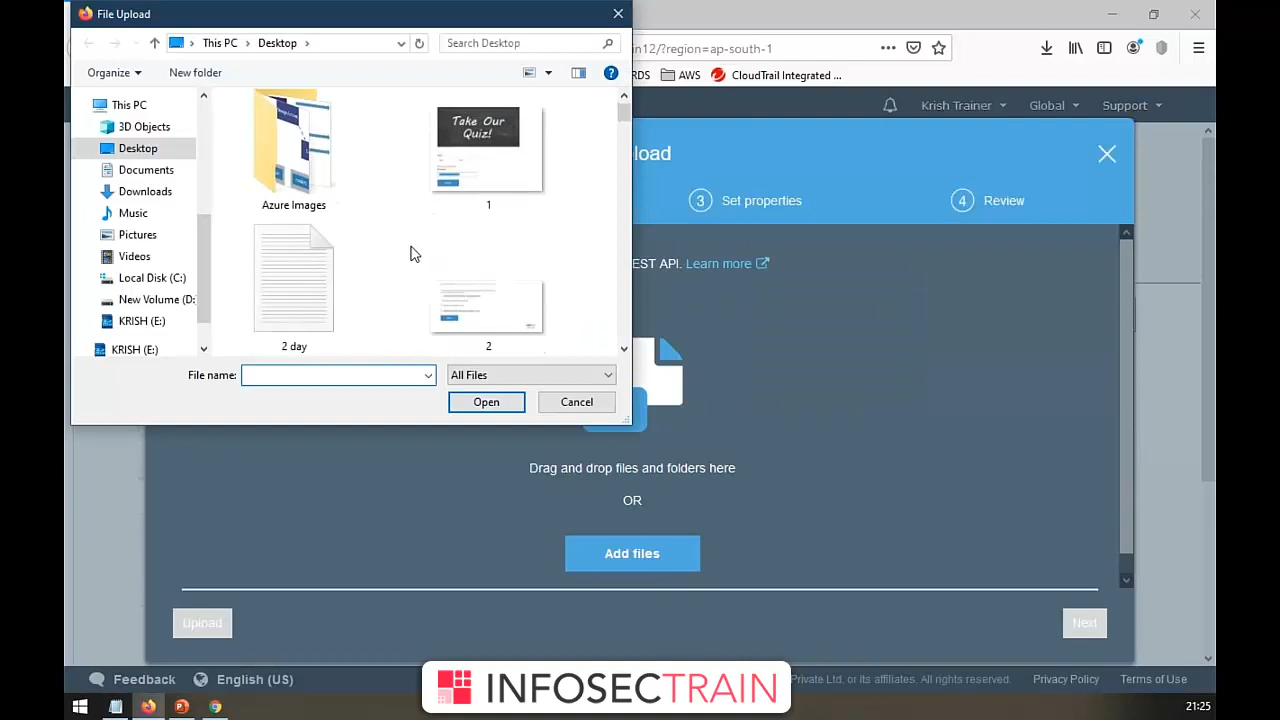 File Upload
This PC
Desktop
Search Desktop
in12/?region=ap-south-1
Organize
New folder
RDS
AWS
CloudTrail Integrated ...
This PC
3D Objects
Desktop
Documents
Downloads
Music
Pictures
Videos
Local Disk (C:)
New Volume (D:
KRISH (E:)
KRISH (E:)
Take Our
Quiz!
Azure Images
1
2 day
2
File name:
All Files
Open
Cancel
Krish Trainer
Global
Support
load
3 Set properties
4 Review
EST API. Learn more
Drag and drop files and folders here
OR
Add files
Upload
Next
Feedback
English (US)
Private Ltd. or its affiliates. All rights reserved.
Privacy Policy
Terms of Use
INFOSECTRAIN
21:25